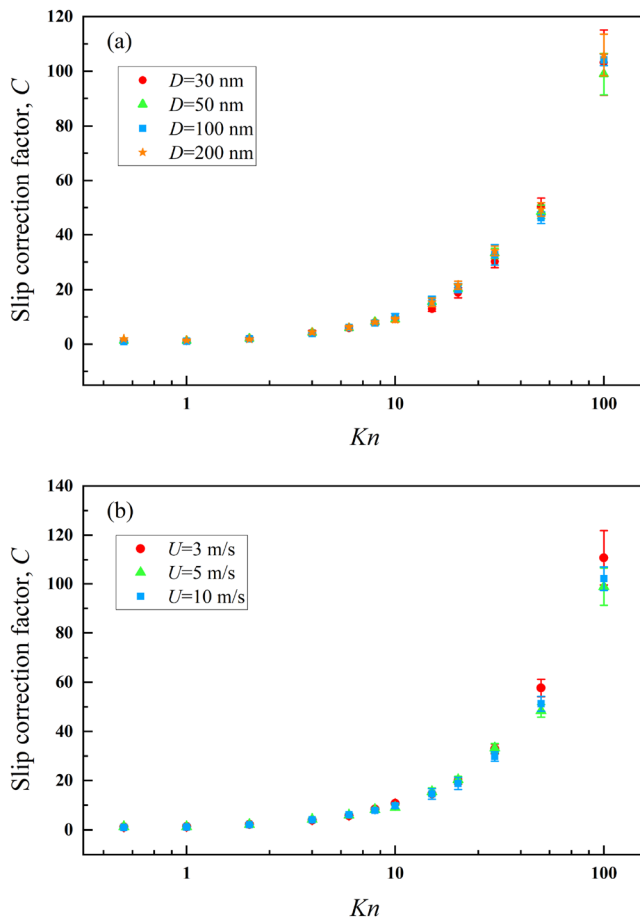 (a)
D=30 nm
D=50 nm
D=100 nm
D=200 nm
Slip correction factor, C
120
100
80
60
40
20
0
1
10
100
Kn
(b)
U=3 m/s
U=5 m/s
U=10 m/s
Slip correction factor, C
140
120
100
80
60
40
20
0
1
10
100
Kn